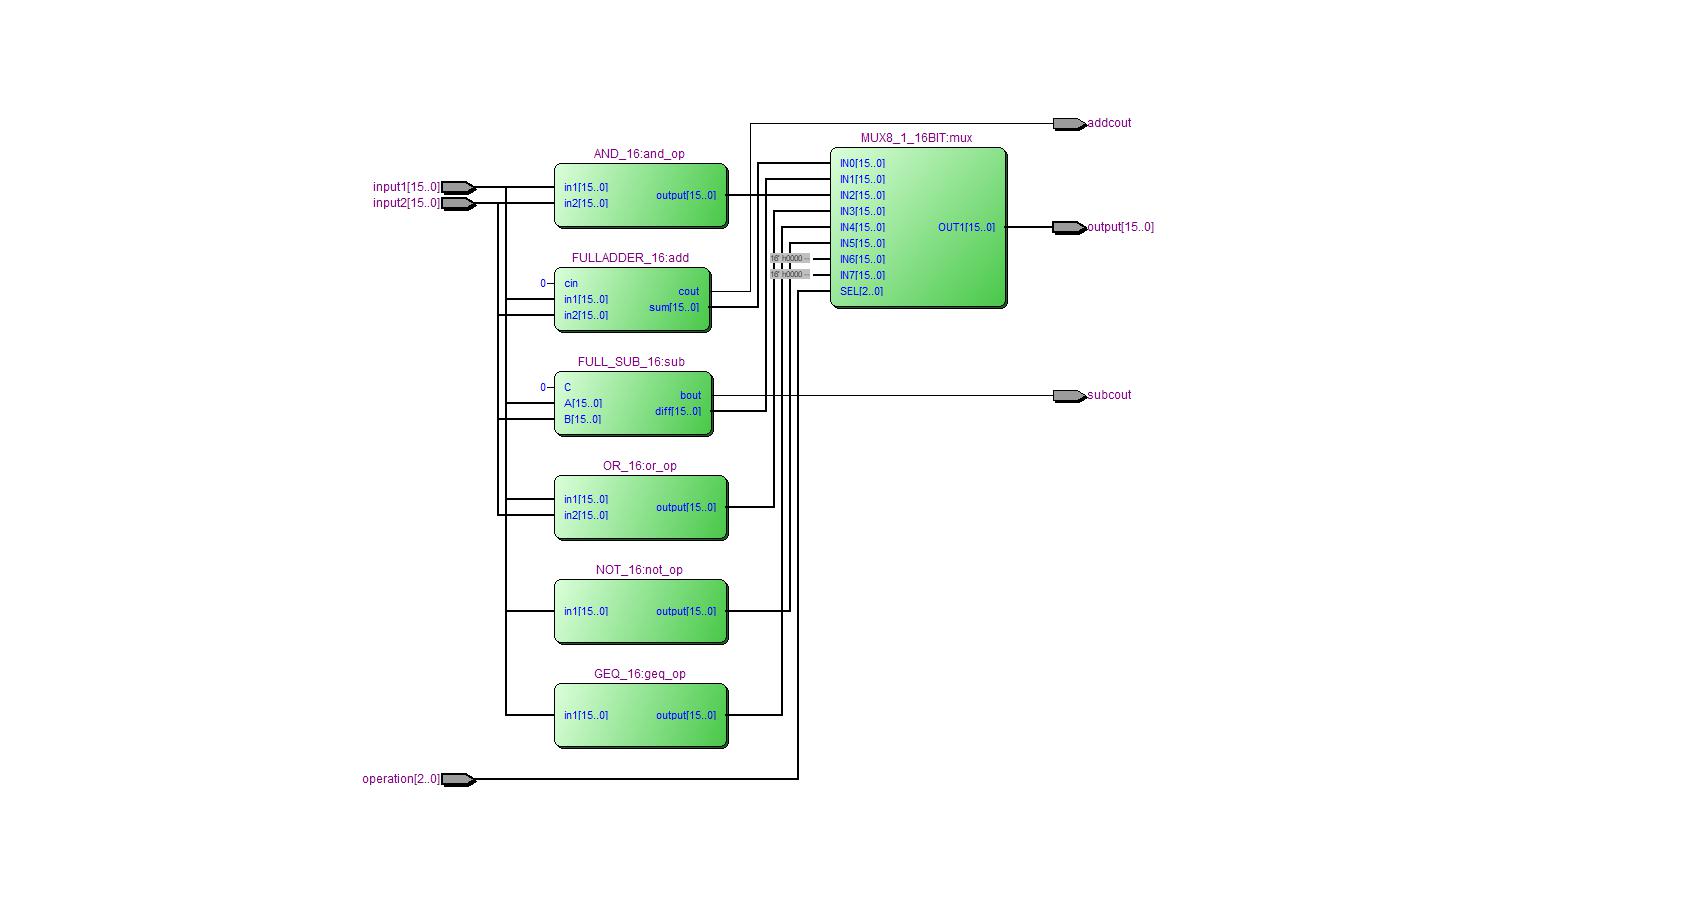 addcout
MUX8_1_16BIT:mux
AND_16:and_op
IN0[15..0]
input1[15..0]
in1[15..0]
output[15..0]
IN1[15..0]
input2[15..0]
in2[15..0]
IN2[15..0]
IN3[15..0]
IN4[15..0]
OUT1[15..0]
output[15..0]
IN5[15..0]
16' h0000 --
IN6[15..0]
16' h0000 --
IN7[15..0]
SEL[2..0]
FULLADDER_16:add
0
cin
cout
in1[15..0]
sum[15..0]
in2[15..0]
FULL_SUB_16:sub
0
C
bout
subcout
A[15..0]
diff[15..0]
B[15..0]
OR_16:or_op
in1[15..0]
output[15..0]
in2[15..0]
NOT_16:not_op
in1[15..0]
output[15..0]
GEQ_16:geq_op
in1[15..0]
output[15..0]
operation[2..0]